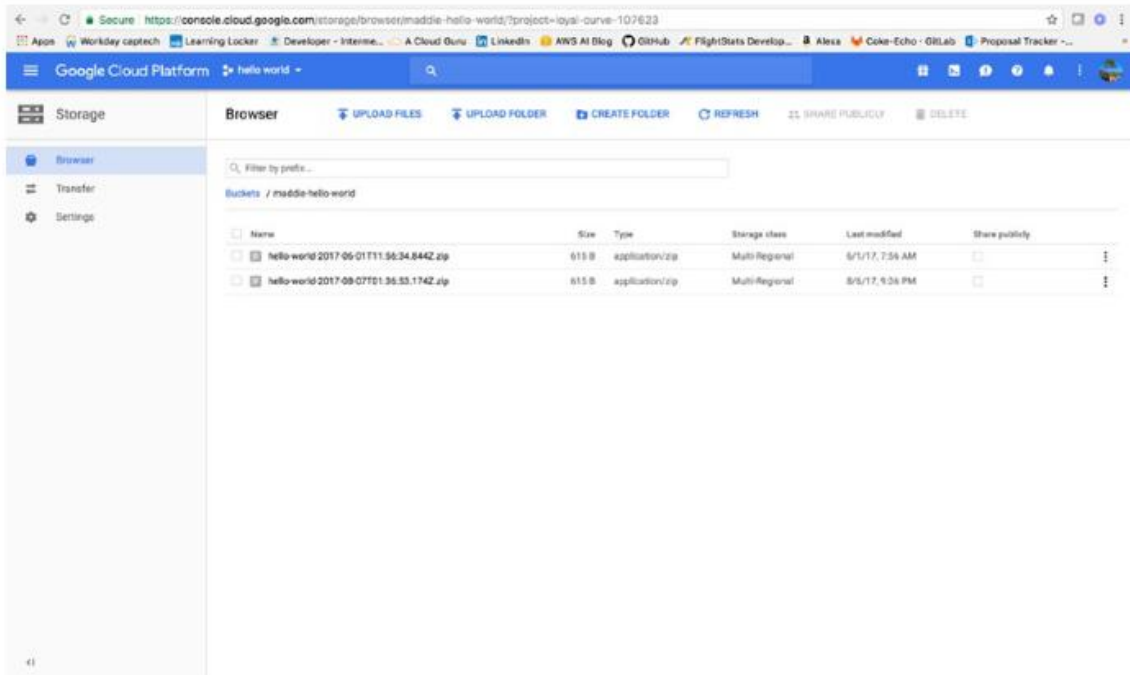 Secure https://console.cloud.google.com/storage/browser/maddie-hello-world/?project=loyal-curve-107623
Apps Workday captech Learning Locker Developer - Interme... A Cloud Guru LinkedIn AWS AI Blog GitHub FlightStats Develop... Alexa Coke-Echo · GitLab Proposal Tracker -...
Google Cloud Platform hello world
Storage Browser UPLOAD FILES UPLOAD FOLDER CREATE FOLDER REFRESH SHARE PUBLICLY DELETE
Browser
Transfer
Settings
Filter by prefix...
Buckets / maddie-hello-world
Name Size Type Storage class Last modified Share publicly
hello-world-2017-06-01T11:56:34.844Z.zip 615 B application/zip Multi-Regional 6/1/17, 7:56 AM
hello-world-2017-08-07T01:36:53.174Z.zip 615 B application/zip Multi-Regional 8/6/17, 9:36 PM